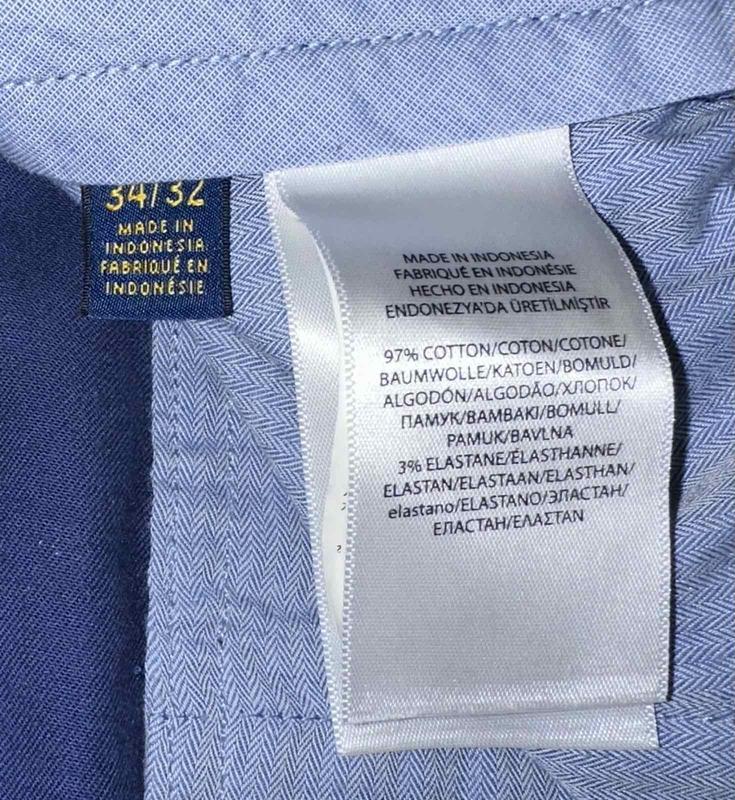 34/32
MADE IN
INDONESIA
FABRIQUÉ EN
INDONÉSIE
MADE IN INDONESIA
FABRIQUÉ EN INDONÉSIE
HECHO EN INDONESIA
ENDONEZYA'DA ÜRETİLMİŞTİR
97% COTTON/COTON/COTONE/
BAUMWOLLE/KATOEN/BOMULD/
ALGODÓN/ALGODÃO/ХЛОПОК/
ПАМУК/BAMBAKI/BOMULL/
PAMUK/BAVLNA
3% ELASTANE/ÉLASTHANNE/
ELASTAN/ELASTAAN/ELASTHAN/
elastano/ELASTANO/ЭЛАСТАН/
ЕЛАСТАН/ΕΛΑΣΤΑΝ